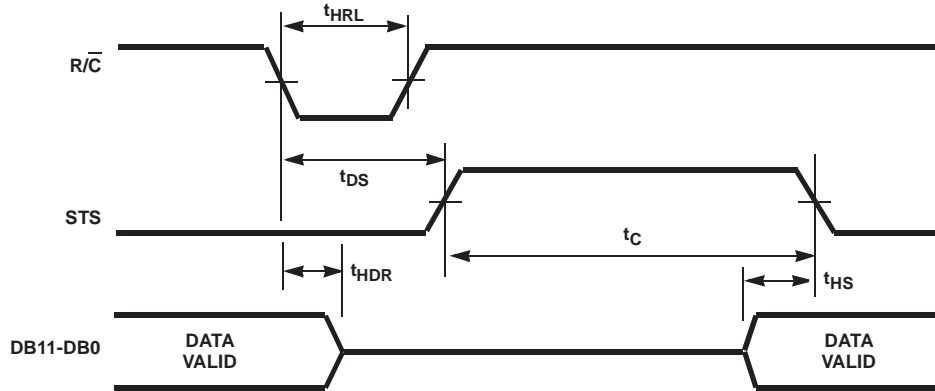 tHRL
R/C̅
tDS
STS
tC
tHDR
tHS
DB11-DB0
DATA
VALID
DATA
VALID